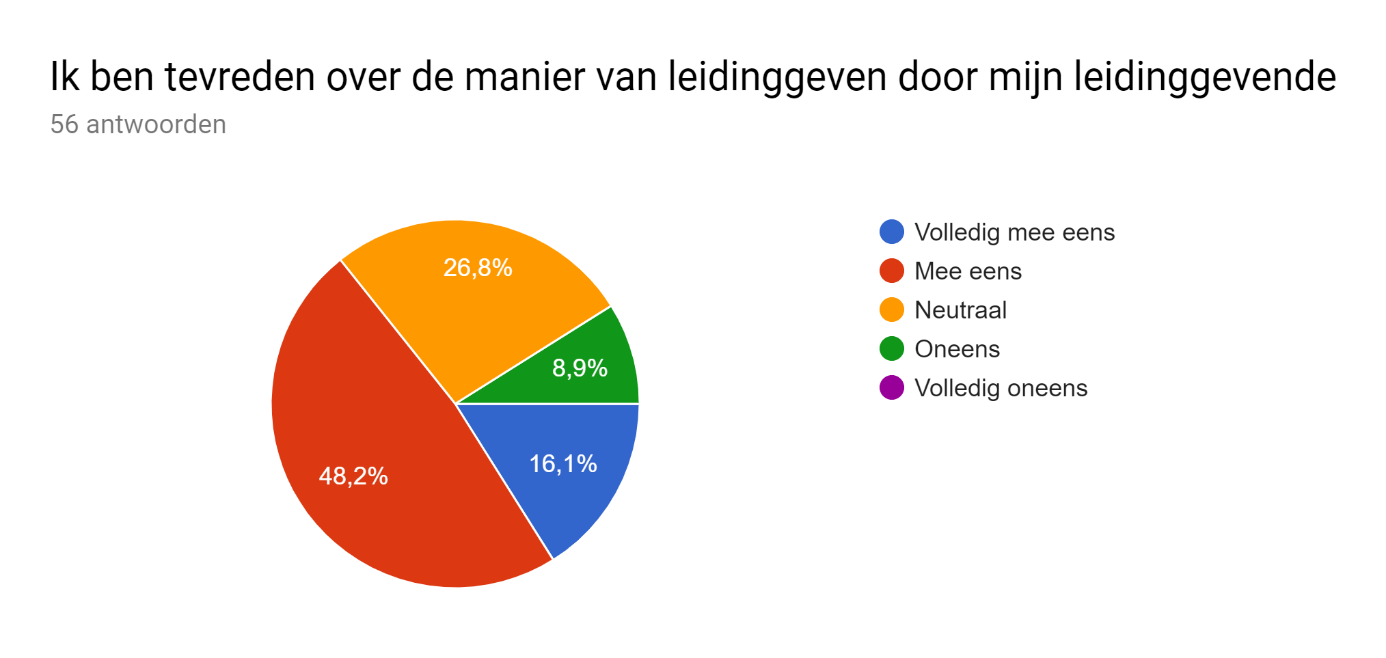 Ik ben tevreden over de manier van leidinggeven door mijn leidinggevende
56 antwoorden
26,8%
8,9%
16,1%
48,2%
Volledig mee eens
Mee eens
Neutraal
Oneens
Volledig oneens